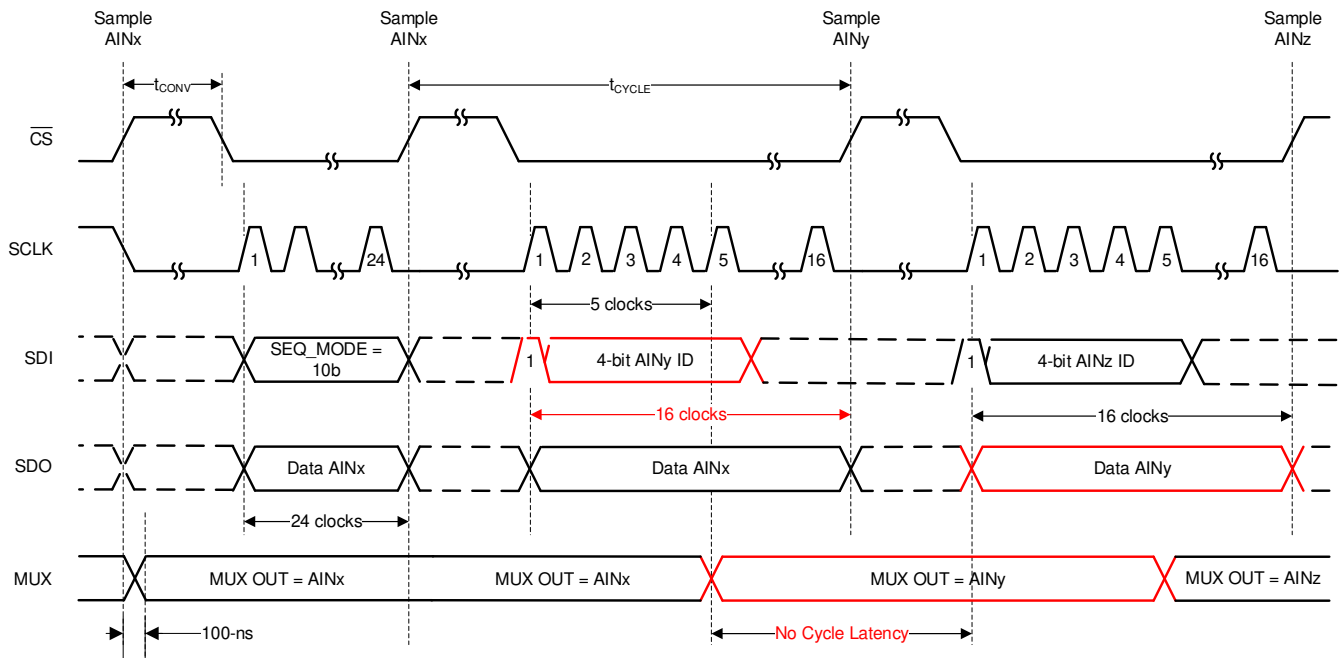 Sample
AINx
Sample
AINx
Sample
AINy
Sample
AINz
tCONV
tCYCLE
CS
SCLK
1
24
1
2
3
4
5
16
1
2
3
4
5
16
5 clocks
SDI
SEQ_MODE =
10b
1
4-bit AINy ID
1
4-bit AINz ID
16 clocks
16 clocks
SDO
Data AINx
Data AINx
Data AINy
24 clocks
MUX
MUX OUT = AINx
MUX OUT = AINx
MUX OUT = AINy
MUX OUT = AINz
100-ns
No Cycle Latency